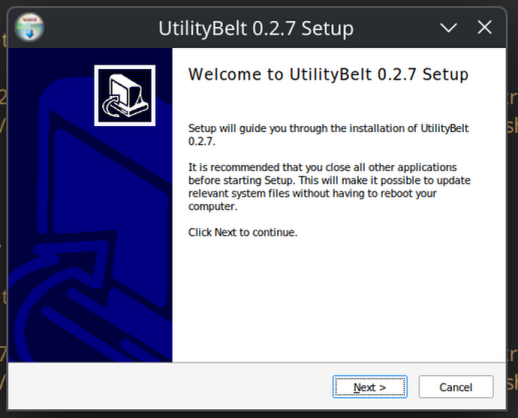 UtilityBelt 0.2.7 Setup
Welcome to UtilityBelt 0.2.7 Setup
Setup will guide you through the installation of UtilityBelt
0.2.7.
It is recommended that you close all other applications
before starting Setup. This will make it possible to update
relevant system files without having to reboot your
computer.
Click Next to continue.
Next >
Cancel